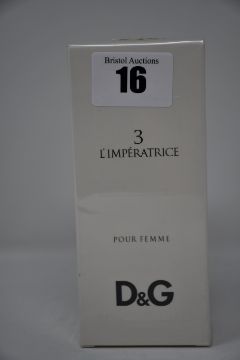 Bristol Auctions
16
3
L'IMPÉRATRICE
POUR FEMME
D&G